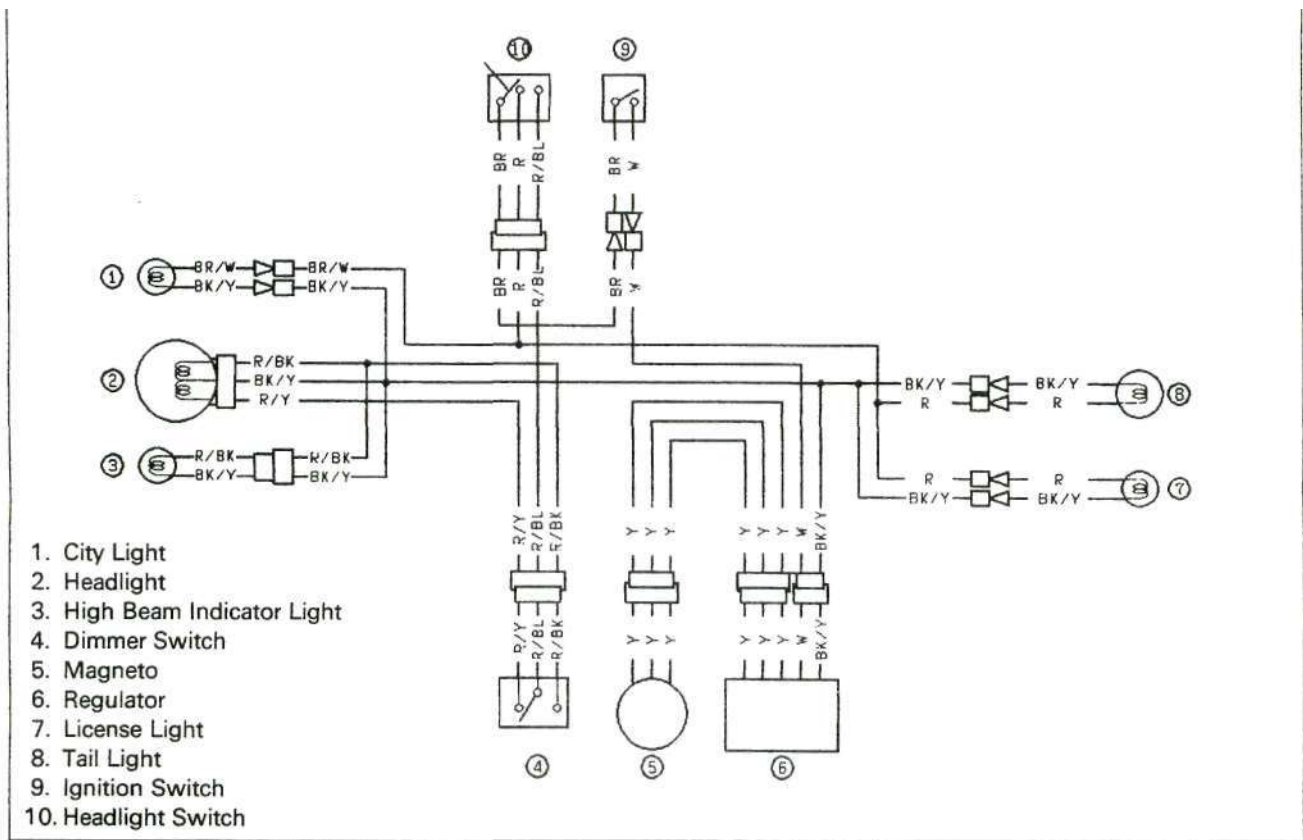 ⑩ ⑨
BR R R/BL BR W
BR R R/BL BR W
① BR/W BR/W
BK/Y BK/Y
R/BK
② BK/Y BK/Y BK/Y ⑧
R/Y R R
③ R/BK R/BK
BK/Y BK/Y
R R ⑦
BK/Y BK/Y
R/Y R/BL R/BK Y Y Y Y Y Y W BK/Y
R/Y R/BL R/BK Y Y Y Y Y Y W BK/Y
④ ⑤ ⑥
1. City Light
2. Headlight
3. High Beam Indicator Light
4. Dimmer Switch
5. Magneto
6. Regulator
7. License Light
8. Tail Light
9. Ignition Switch
10. Headlight Switch